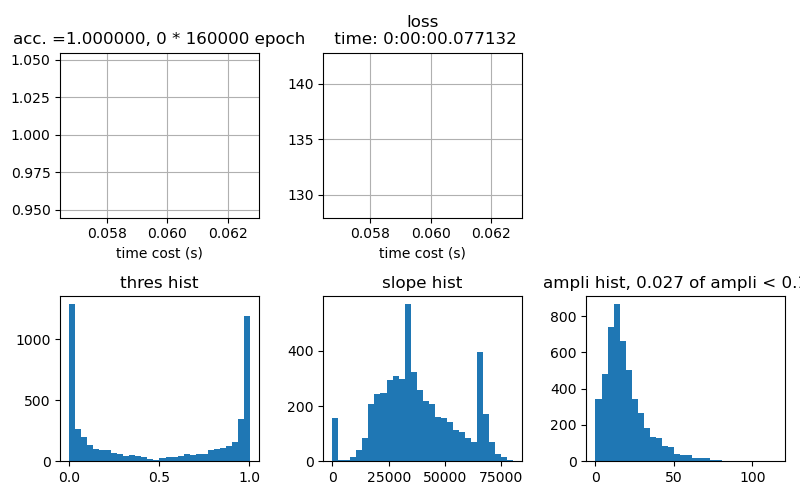 acc. =1.000000, 0 * 160000 epoch
1.050
1.025
1.000
0.975
0.950
0.058 0.060 0.062
time cost (s)
loss
time: 0:00:00.077132
140
135
130
0.058 0.060 0.062
time cost (s)
thres hist
1000
500
0
0.0 0.5 1.0
slope hist
400
200
0
0 25000 50000 75000
ampli hist, 0.027 of ampli < 0.
800
600
400
200
0
0 50 100